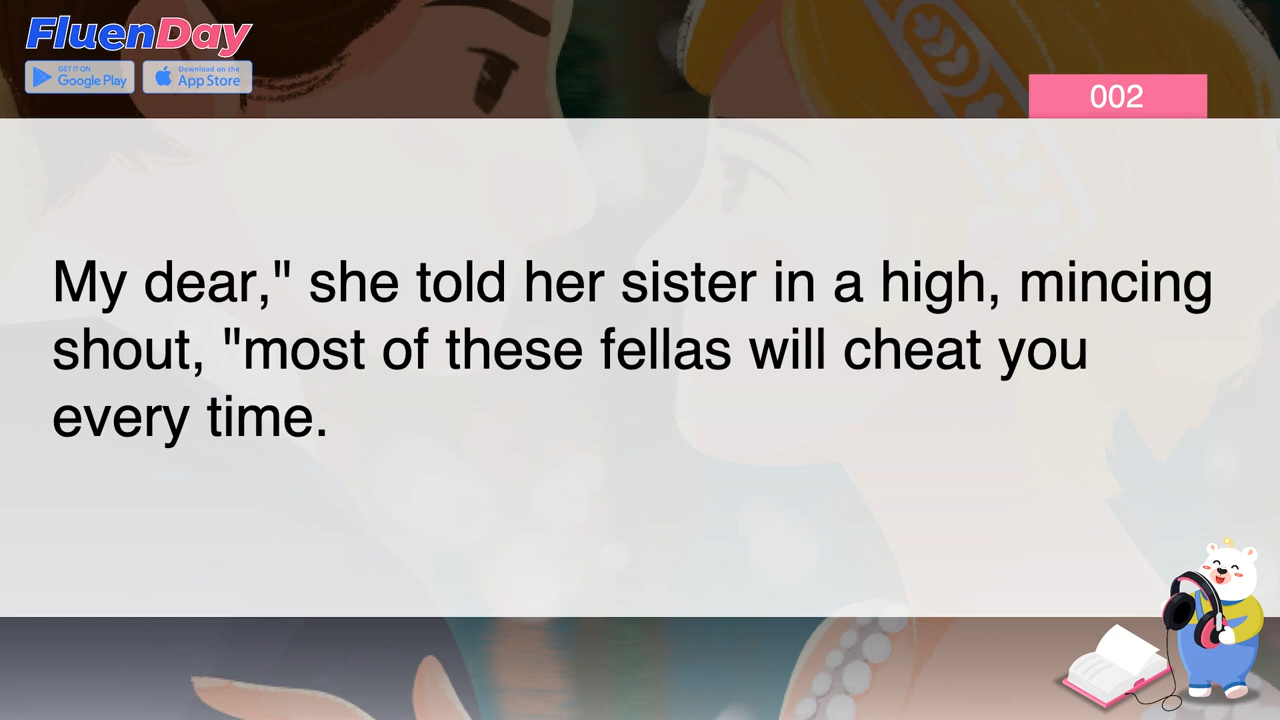 FluenDay
GET IT ON
Google Play
Download on the
App Store
002
My dear," she told her sister in a high, mincing
shout, "most of these fellas will cheat you
every time.